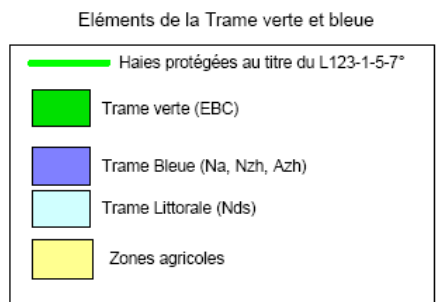 Eléments de la Trame verte et bleue
Haies protégées au titre du L123-1-5-7°
Trame verte (EBC)
Trame Bleue (Na, Nzh, Azh)
Trame Littorale (Nds)
Zones agricoles